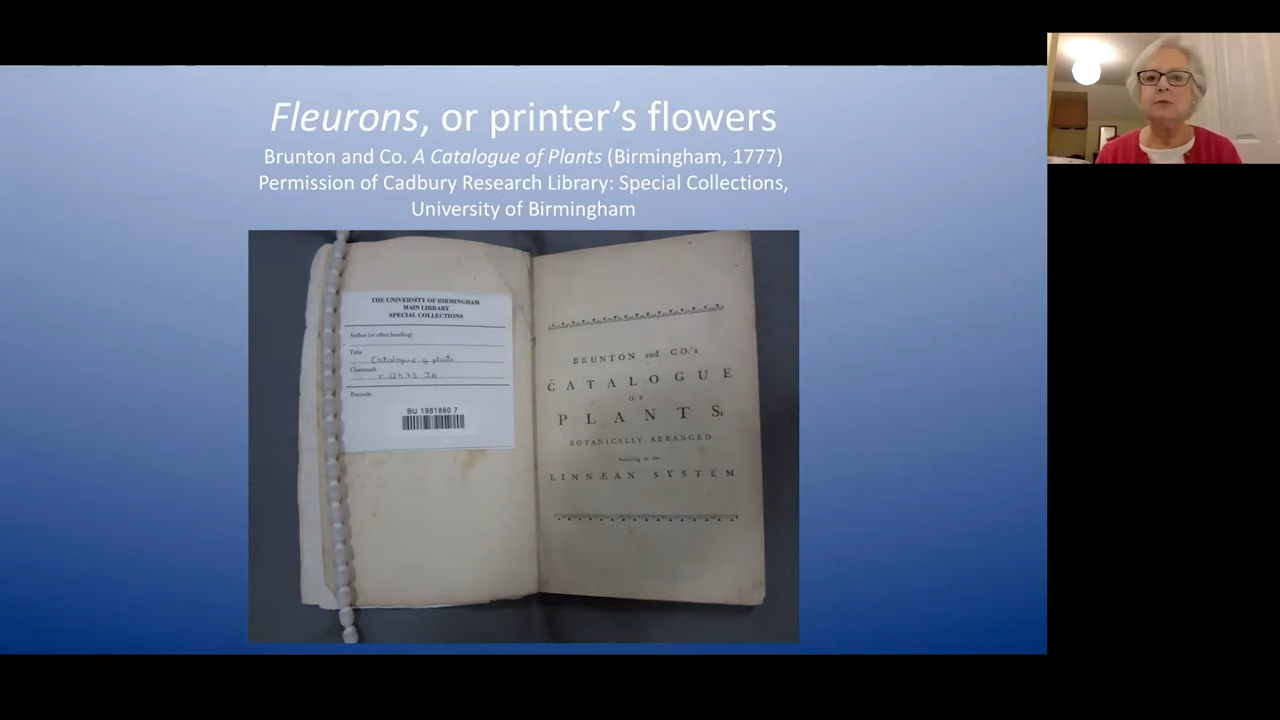 Fleurons, or printer's flowers
Brunton and Co. A Catalogue of Plants (Birmingham, 1777)
Permission of Cadbury Research Library: Special Collections,
University of Birmingham
THE UNIVERSITY OF BIRMINGHAM
MAIN LIBRARY
SPECIAL COLLECTIONS
Author (or other heading)
Title
Catalogue of plants
Classmark
Barcode
BU 1981880 7
BRUNTON and CO.'s
CATALOGUE
OF
PLANTS,
BOTANICALLY ARRANGED
According to the
LINNÆAN SYSTEM.